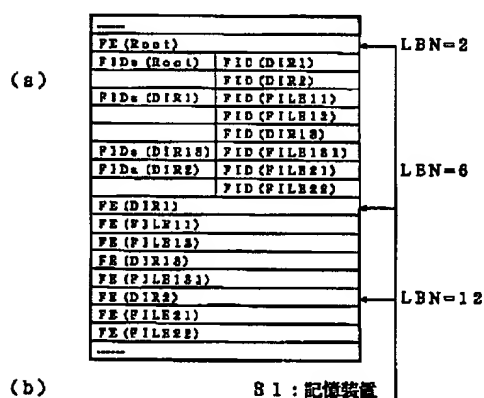 ......
FE(Root) LBN=2
FIDs(Root) FID(DIR1)
(a) FID(DIR2)
FIDs(DIR1) FID(FILE11)
FID(FILE12)
FID(DIR13)
FIDs(DIR13) FID(FILE131)
FIDs(DIR2) FID(FILE21) LBN=6
FID(FILE22)
FE(DIR1)
FE(FILE11)
FE(FILE12)
FE(DIR13)
FE(FILE131)
FE(DIR2) LBN=12
FE(FILE21)
FE(FILE22)
......
(b) S1:記憶装置